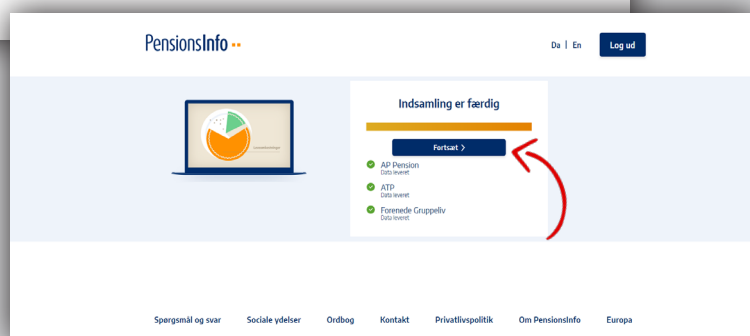 PensionsInfo
Da | En
Log ud
Indsamling er færdig
Fortsæt >
AP Pension
Data leveret
ATP
Data leveret
Forenede Gruppeliv
Data leveret
Spørgsmål og svar Sociale ydelser Ordbog Kontakt Privatlivspolitik Om PensionsInfo Europa